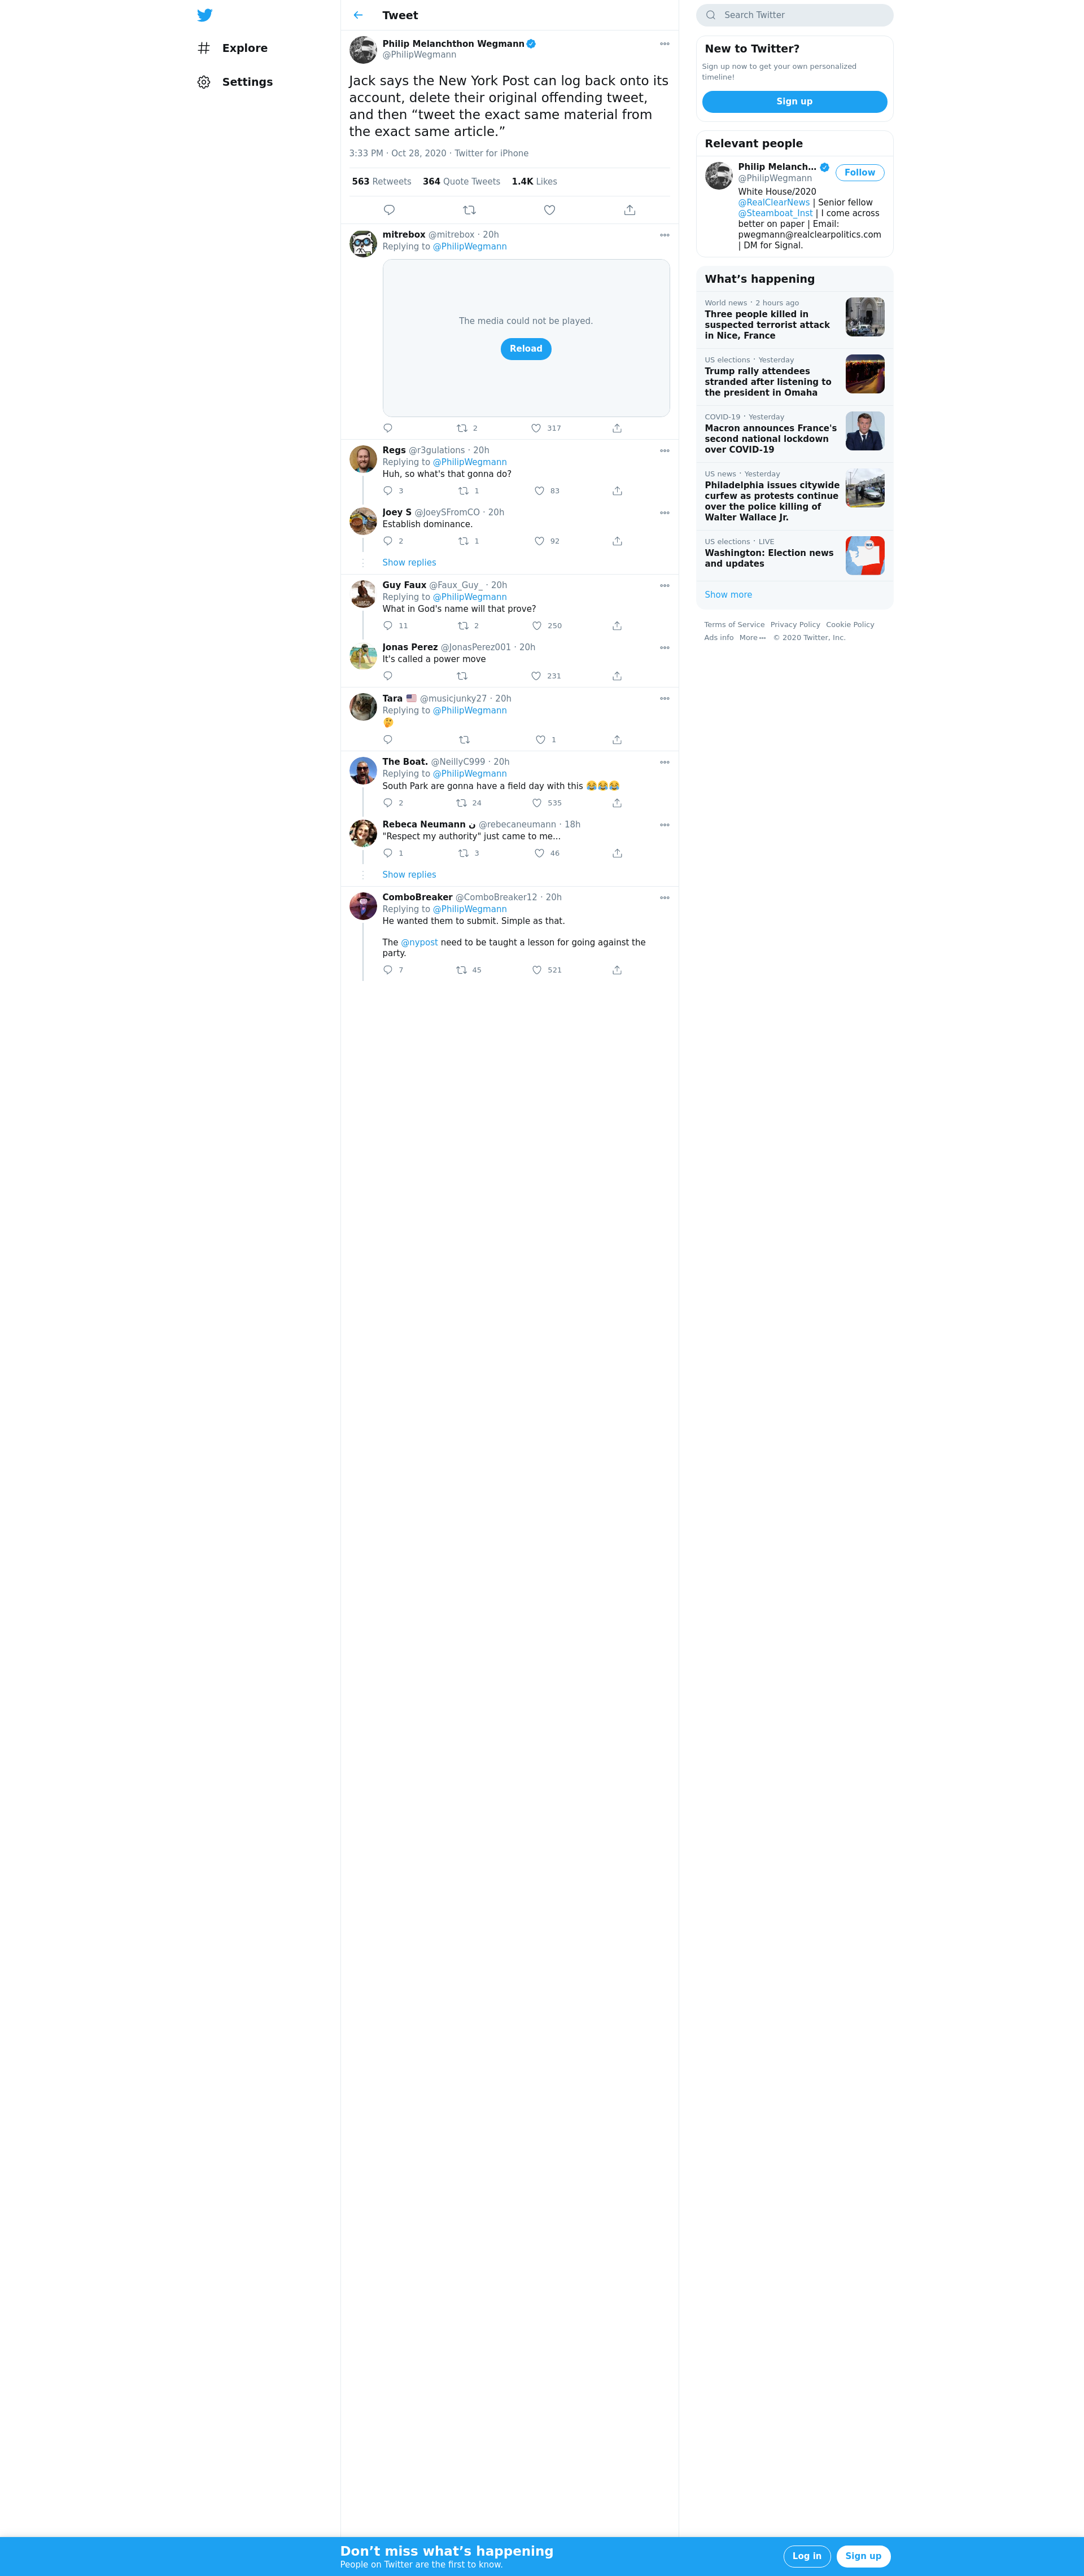 Explore
Settings
Tweet
Philip Melanchthon Wegmann
@PhilipWegmann
Jack says the New York Post can log back onto its
account, delete their original offending tweet,
and then “tweet the exact same material from
the exact same article.”
3:33 PM · Oct 28, 2020 · Twitter for iPhone
563 Retweets 364 Quote Tweets 1.4K Likes
mitrebox @mitrebox · 20h
Replying to @PhilipWegmann
The media could not be played.
Reload
2 317
Regs @r3gulations · 20h
Replying to @PhilipWegmann
Huh, so what's that gonna do?
3 1 83
Joey S @JoeySFromCO · 20h
Establish dominance.
2 1 92
Show replies
Guy Faux @Faux_Guy_ · 20h
Replying to @PhilipWegmann
What in God's name will that prove?
11 2 250
Jonas Perez @JonasPerez001 · 20h
It's called a power move
231
Tara 🇺🇸 @musicjunky27 · 20h
Replying to @PhilipWegmann
🤔
1
The Boat. @NeillyC999 · 20h
Replying to @PhilipWegmann
South Park are gonna have a field day with this 😂😂😂
2 24 535
Rebeca Neumann ن @rebecaneumann · 18h
"Respect my authority" just came to me...
1 3 46
Show replies
ComboBreaker @ComboBreaker12 · 20h
Replying to @PhilipWegmann
He wanted them to submit. Simple as that.
The @nypost need to be taught a lesson for going against the
party.
7 45 521
Search Twitter
New to Twitter?
Sign up now to get your own personalized
timeline!
Sign up
Relevant people
Philip Melanch…
@PhilipWegmann
Follow
White House/2020
@RealClearNews | Senior fellow
@Steamboat_Inst | I come across
better on paper | Email:
pwegmann@realclearpolitics.com
| DM for Signal.
What’s happening
World news · 2 hours ago
Three people killed in
suspected terrorist attack
in Nice, France
US elections · Yesterday
Trump rally attendees
stranded after listening to
the president in Omaha
COVID-19 · Yesterday
Macron announces France's
second national lockdown
over COVID-19
US news · Yesterday
Philadelphia issues citywide
curfew as protests continue
over the police killing of
Walter Wallace Jr.
US elections · LIVE
Washington: Election news
and updates
Show more
Terms of Service Privacy Policy Cookie Policy
Ads info More © 2020 Twitter, Inc.
Don’t miss what’s happening
People on Twitter are the first to know.
Log in
Sign up